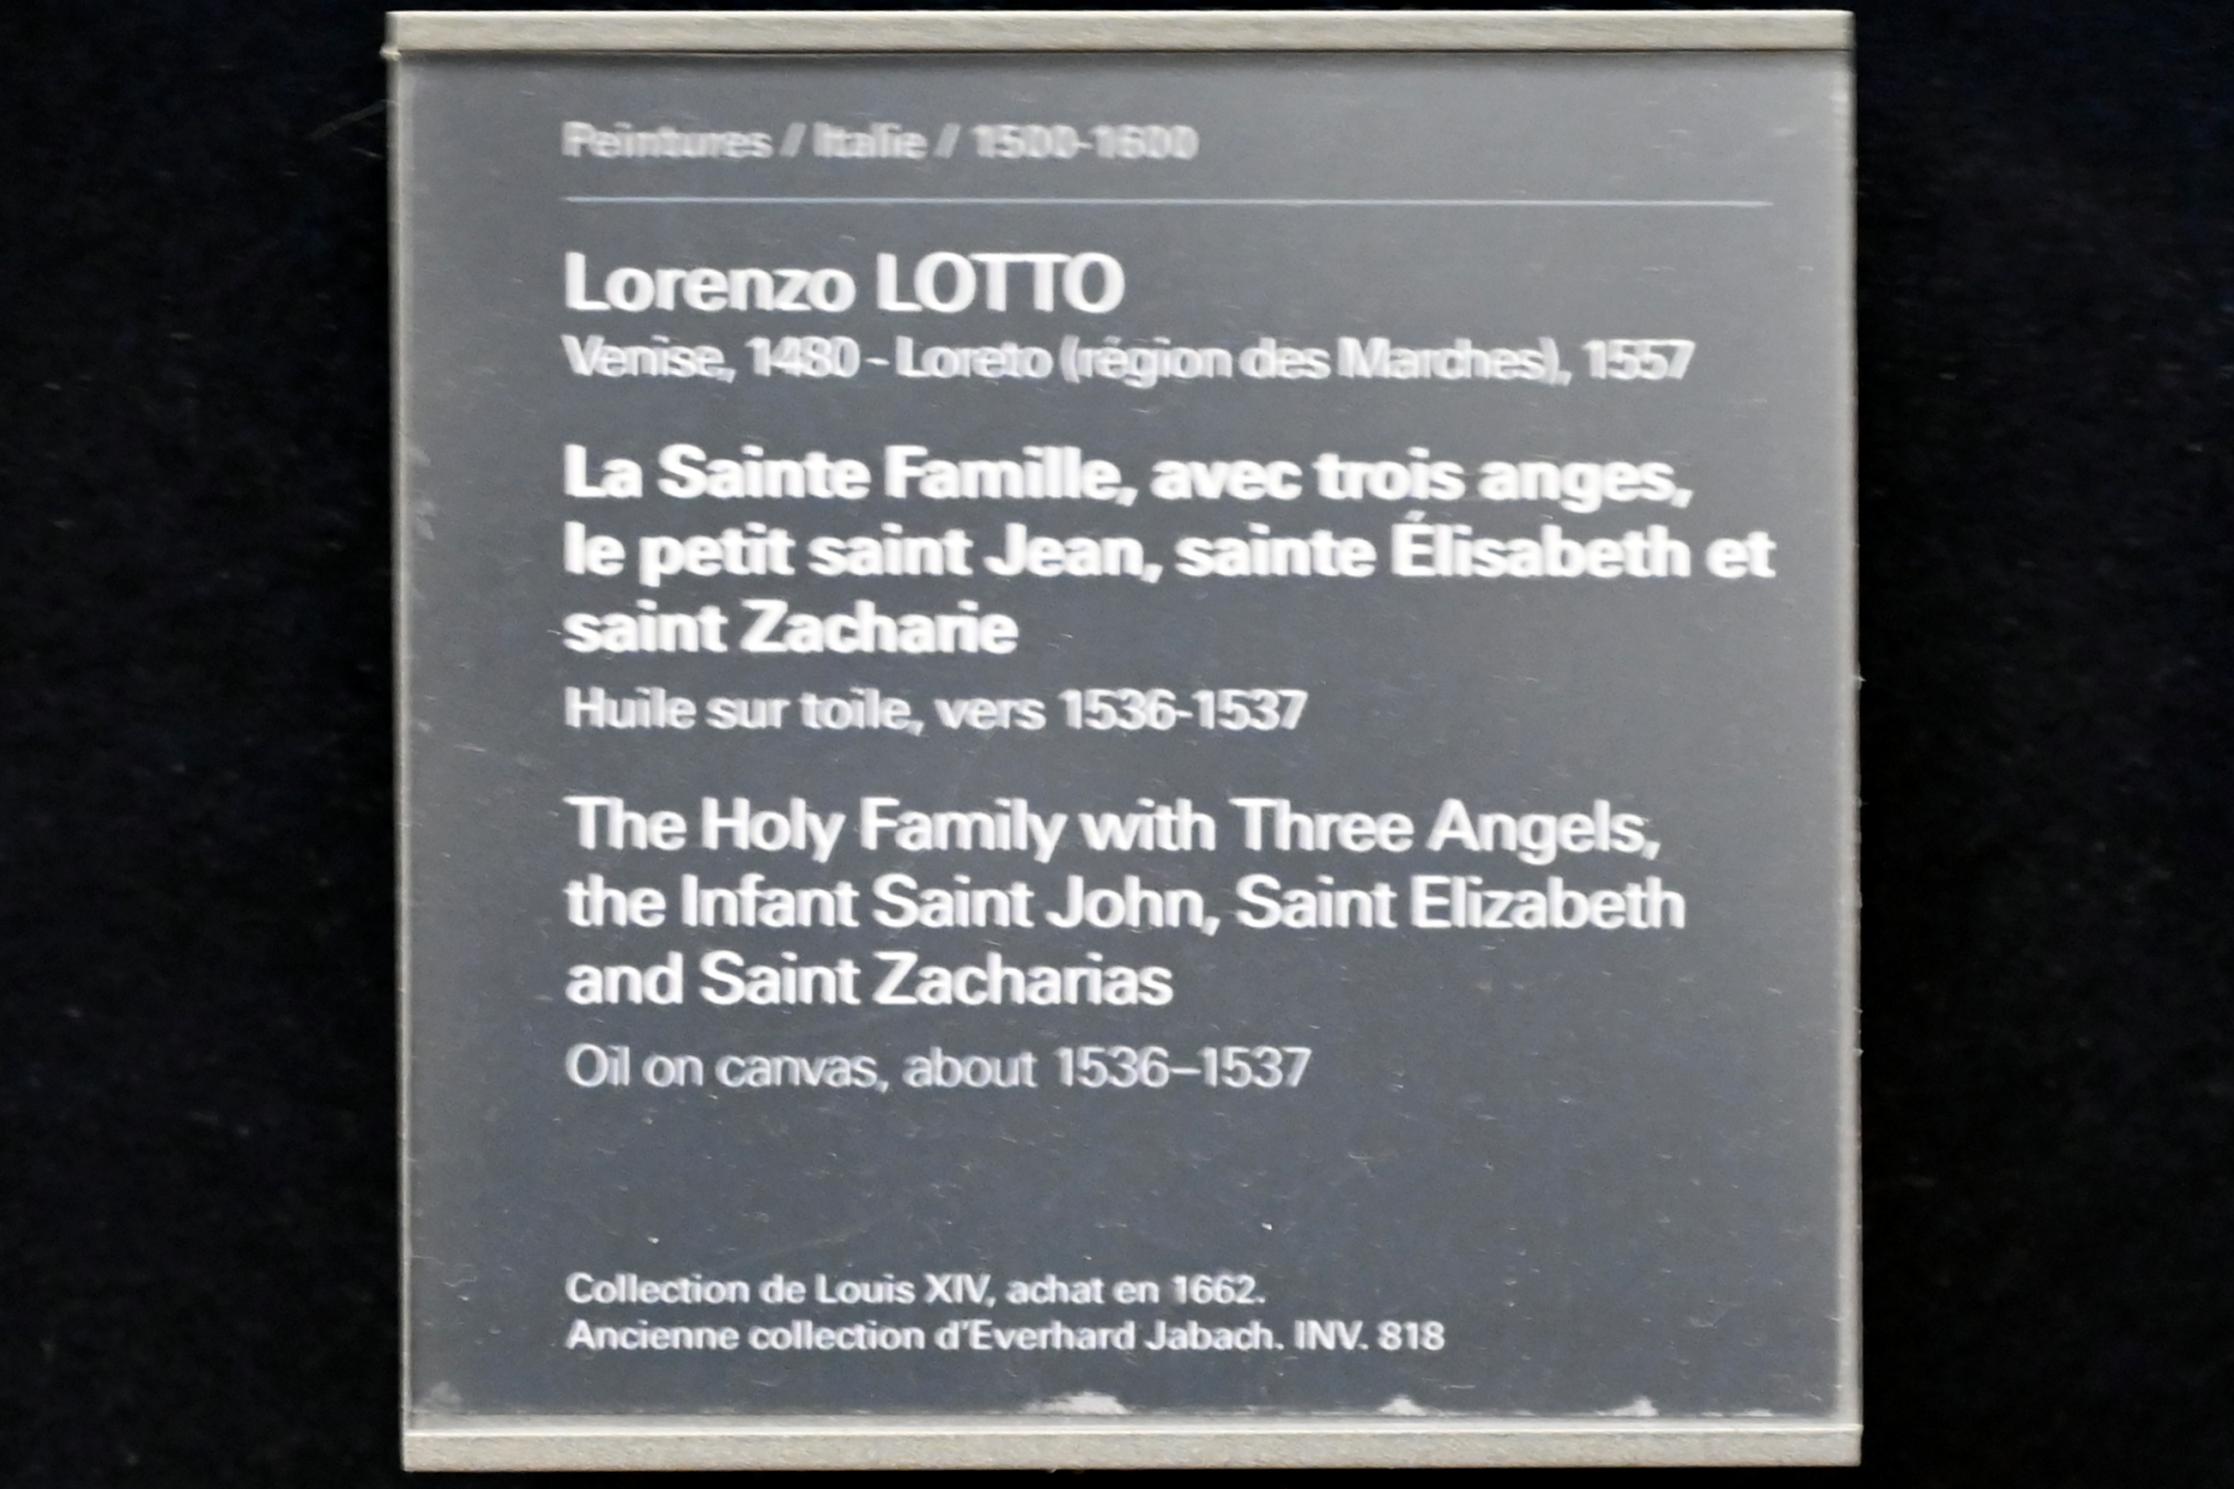 Peintures / Italie / 1500-1600
Lorenzo LOTTO
Venise, 1480 - Loreto (région des Marches), 1557
La Sainte Famille, avec trois anges,
le petit saint Jean, sainte Élisabeth et
saint Zacharie
Huile sur toile, vers 1536-1537
The Holy Family with Three Angels,
the Infant Saint John, Saint Elizabeth
and Saint Zacharias
Oil on canvas, about 1536–1537
Collection de Louis XIV, achat en 1662.
Ancienne collection d'Everhard Jabach. INV. 818